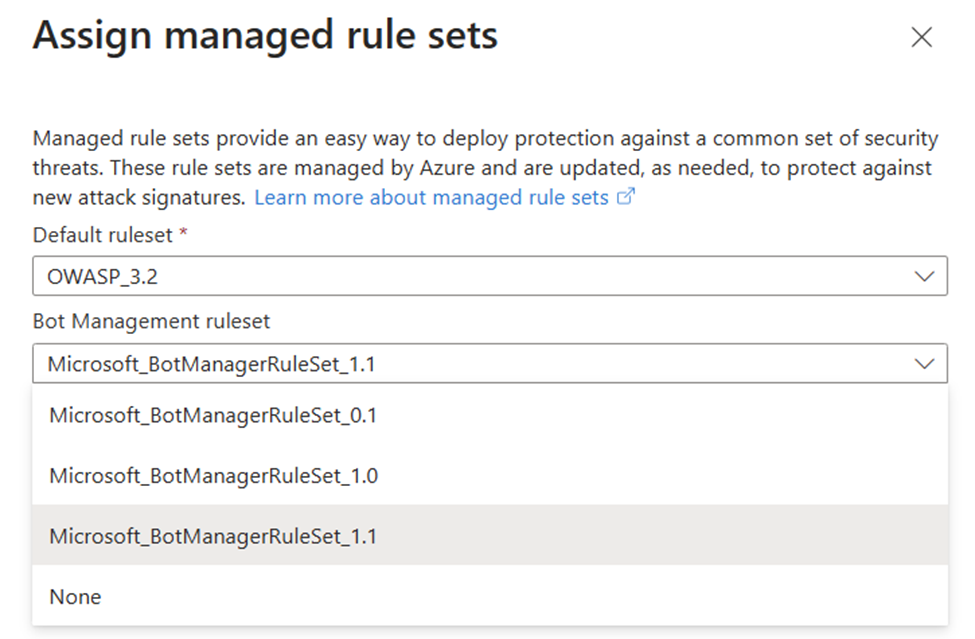 Assign managed rule sets
Managed rule sets provide an easy way to deploy protection against a common set of security
threats. These rule sets are managed by Azure and are updated, as needed, to protect against
new attack signatures. Learn more about managed rule sets
Default ruleset *
OWASP_3.2
Bot Management ruleset
Microsoft_BotManagerRuleSet_1.1
Microsoft_BotManagerRuleSet_0.1
Microsoft_BotManagerRuleSet_1.0
Microsoft_BotManagerRuleSet_1.1
None